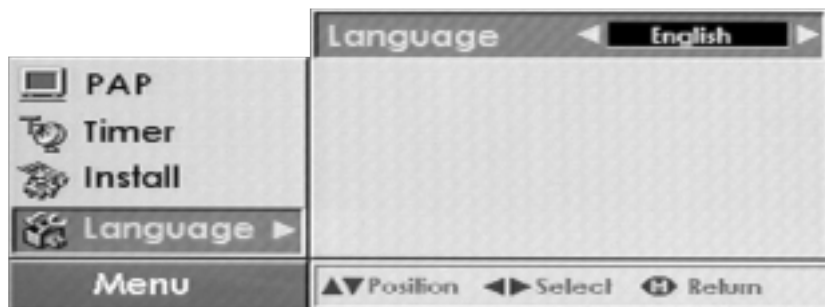 Language English
PAP
Timer
Install
Language
Menu
Position Select Return